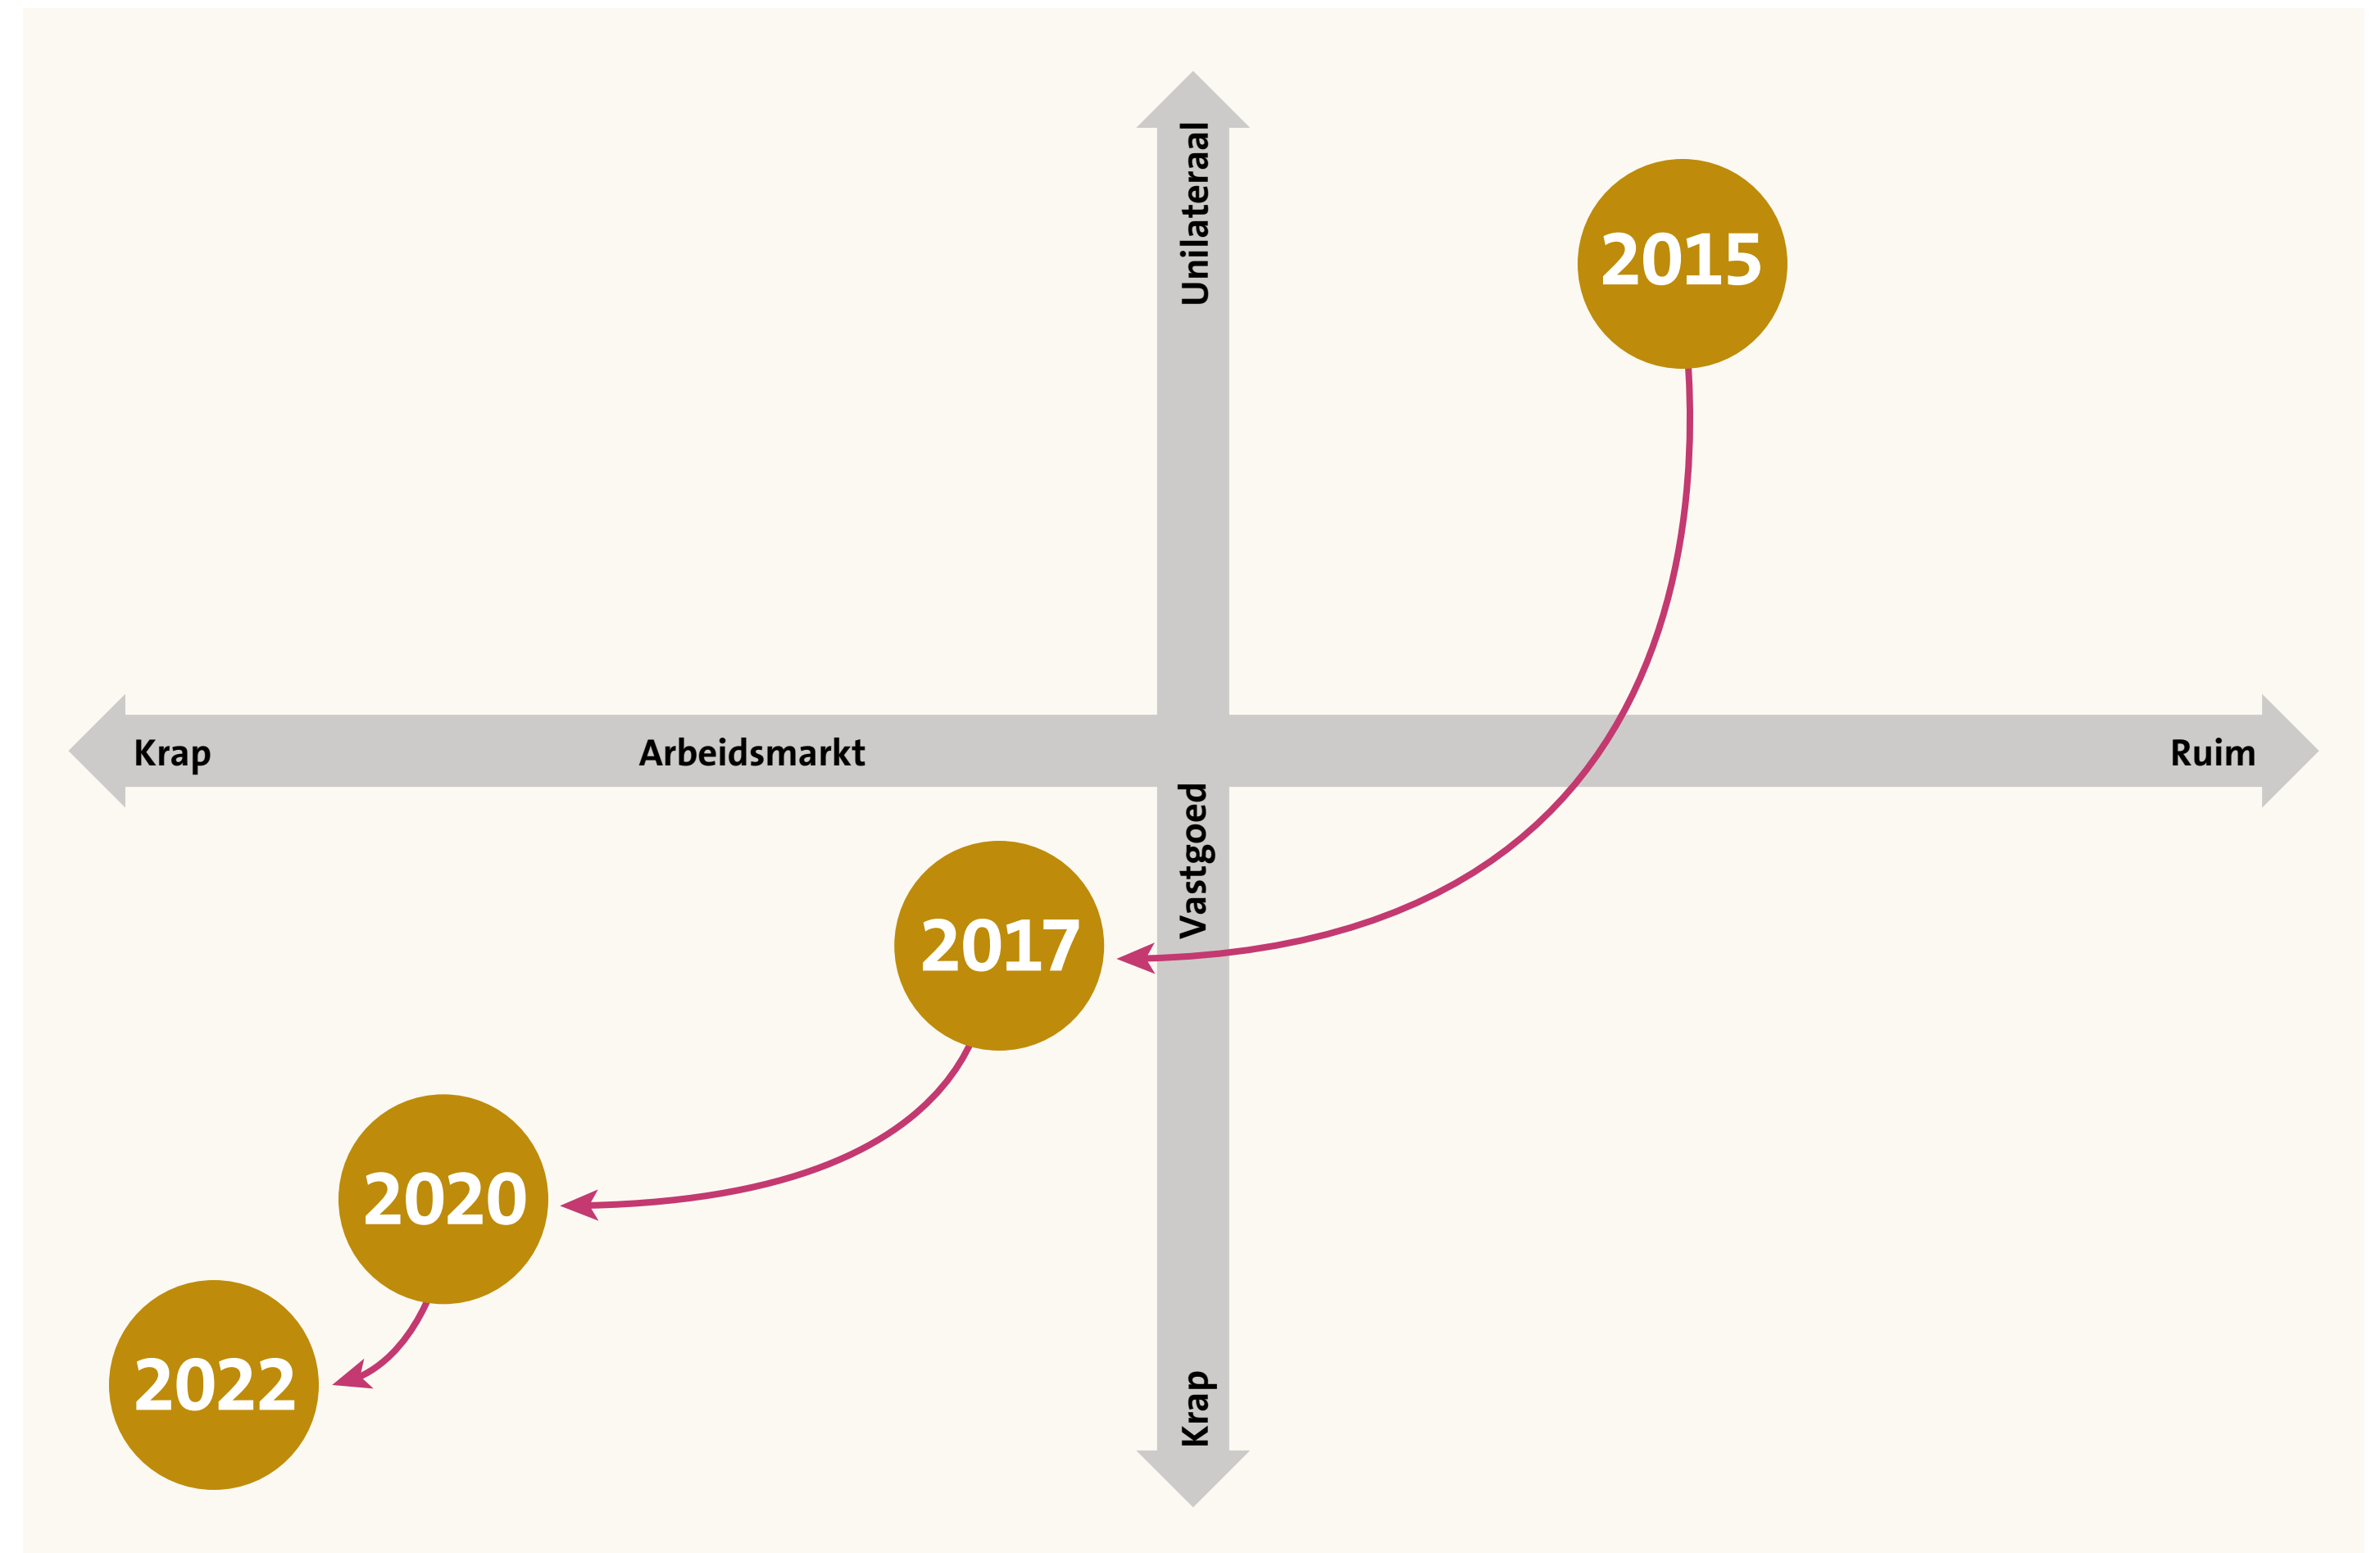 Unilateraal
2015
Krap
Arbeidsmarkt
Ruim
Vastgoed
2017
2020
2022
Krap